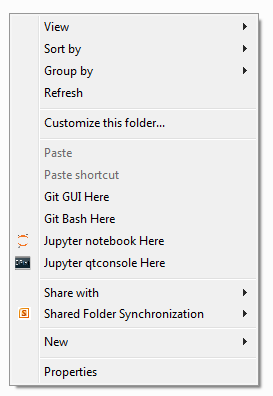 View
Sort by
Group by
Refresh
Customize this folder...
Paste
Paste shortcut
Git GUI Here
Git Bash Here
Jupyter notebook Here
Jupyter qtconsole Here
Share with
Shared Folder Synchronization
New
Properties